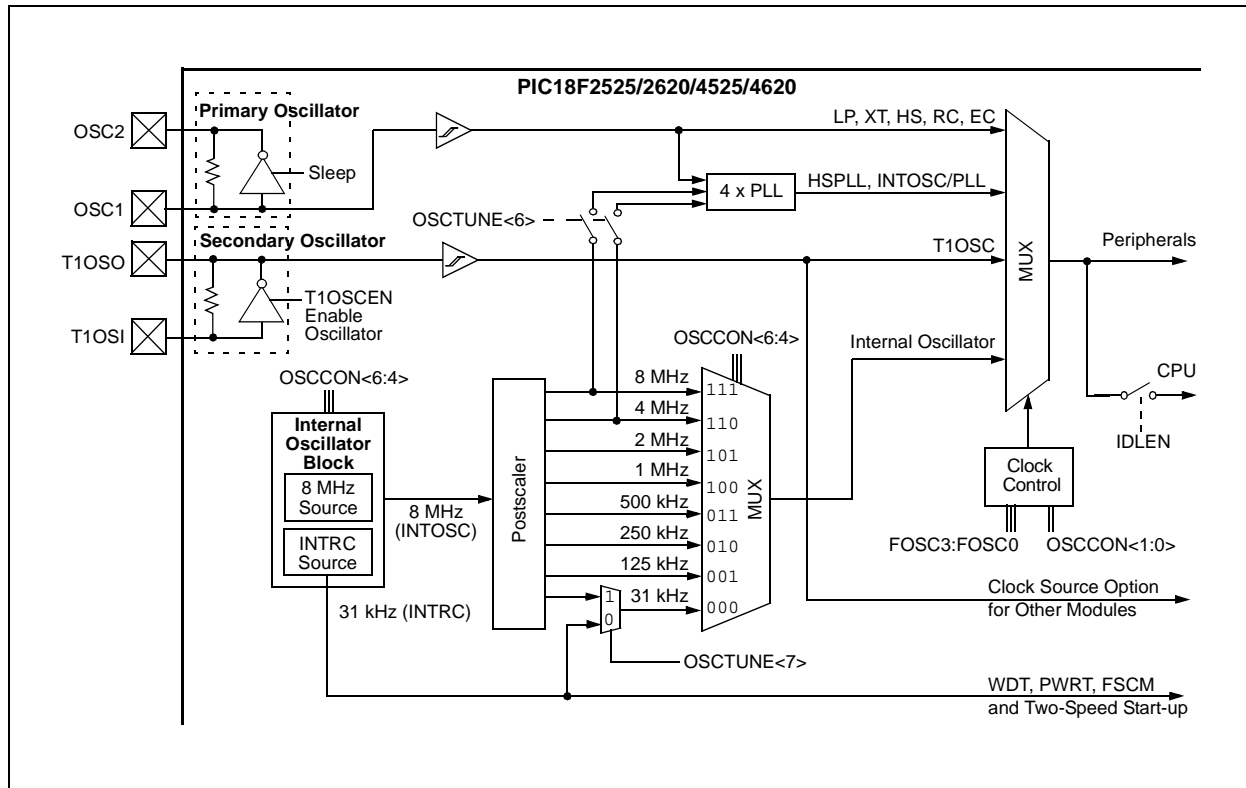 PIC18F2525/2620/4525/4620
Primary Oscillator
OSC2
Sleep
OSC1
LP, XT, HS, RC, EC
4 x PLL
HSPLL, INTOSC/PLL
OSCTUNE<6>
Secondary Oscillator
T1OSO
T1OSCEN
Enable
Oscillator
T1OSI
T1OSC
MUX
Peripherals
Internal Oscillator
CPU
IDLEN
Clock
Control
FOSC3:FOSC0
OSCCON<1:0>
OSCCON<6:4>
Internal
Oscillator
Block
8 MHz
Source
INTRC
Source
8 MHz
(INTOSC)
31 kHz (INTRC)
Postscaler
OSCCON<6:4>
8 MHz
111
4 MHz
110
2 MHz
101
1 MHz
100
500 kHz
011
250 kHz
010
125 kHz
001
31 kHz
000
MUX
1
0
OSCTUNE<7>
Clock Source Option
for Other Modules
WDT, PWRT, FSCM
and Two-Speed Start-up